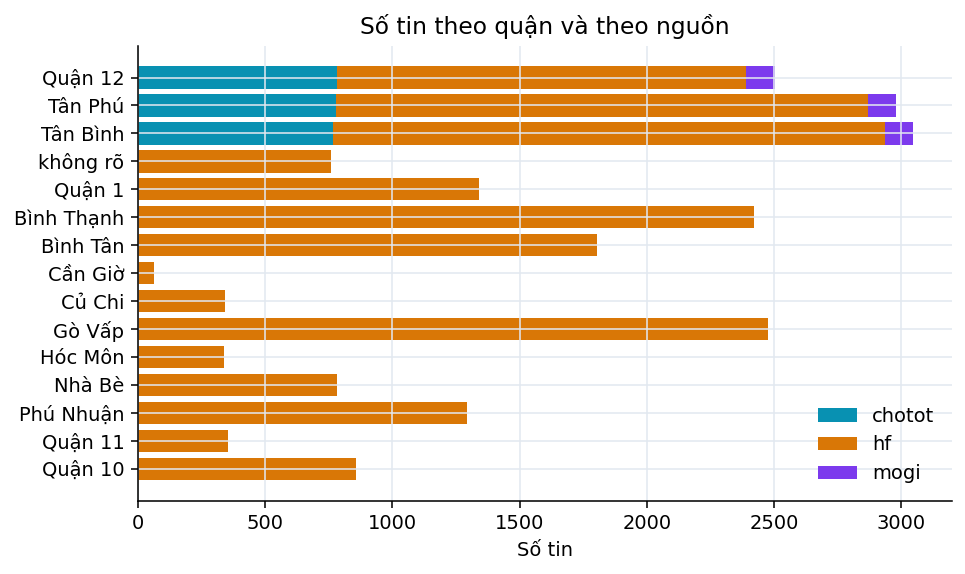 Số tin theo quận và theo nguồn
Quận 12
Tân Phú
Tân Bình
không rõ
Quận 1
Bình Thạnh
Bình Tân
Cần Giờ
Củ Chi
Gò Vấp
Hóc Môn
Nhà Bè
Phú Nhuận
Quận 11
Quận 10
chotot
hf
mogi
0 500 1000 1500 2000 2500 3000
Số tin